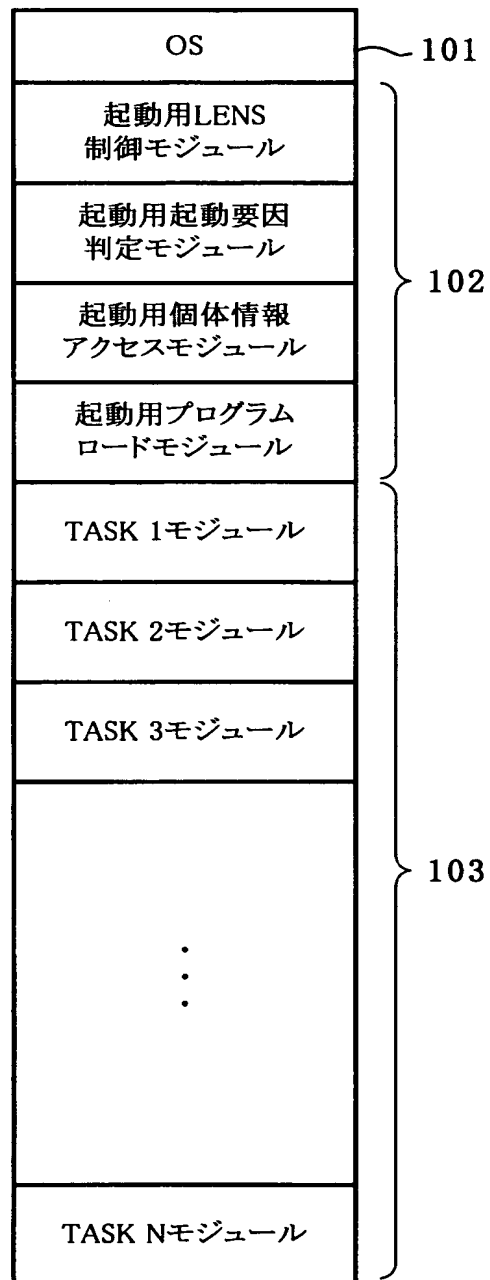 OS
101
起動用LENS
制御モジュール
起動用起動要因
判定モジュール
102
起動用個体情報
アクセスモジュール
起動用プログラム
ロードモジュール
TASK 1モジュール
TASK 2モジュール
TASK 3モジュール
103
TASK Nモジュール